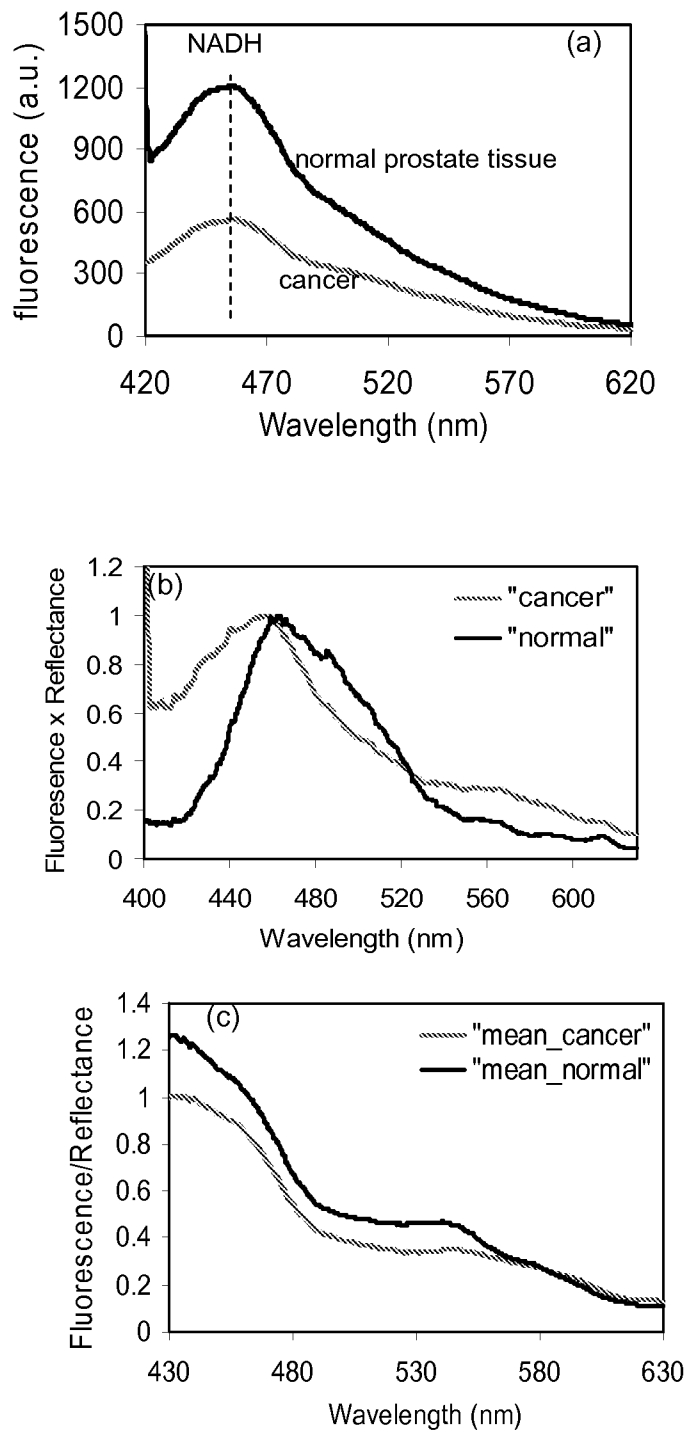 NADH
(a)
1500
1200
900
600
300
0
fluorescence (a.u.)
normal prostate tissue
cancer
420 470 520 570 620
Wavelength (nm)
(b)
1.2
1
0.8
0.6
0.4
0.2
0
Fluoresence x Reflectance
"cancer"
"normal"
400 440 480 520 560 600
Wavelength (nm)
(c)
1.4
1.2
1
0.8
0.6
0.4
0.2
0
Fluorescence/Reflectance
"mean_cancer"
"mean_normal"
430 480 530 580 630
Wavelength (nm)